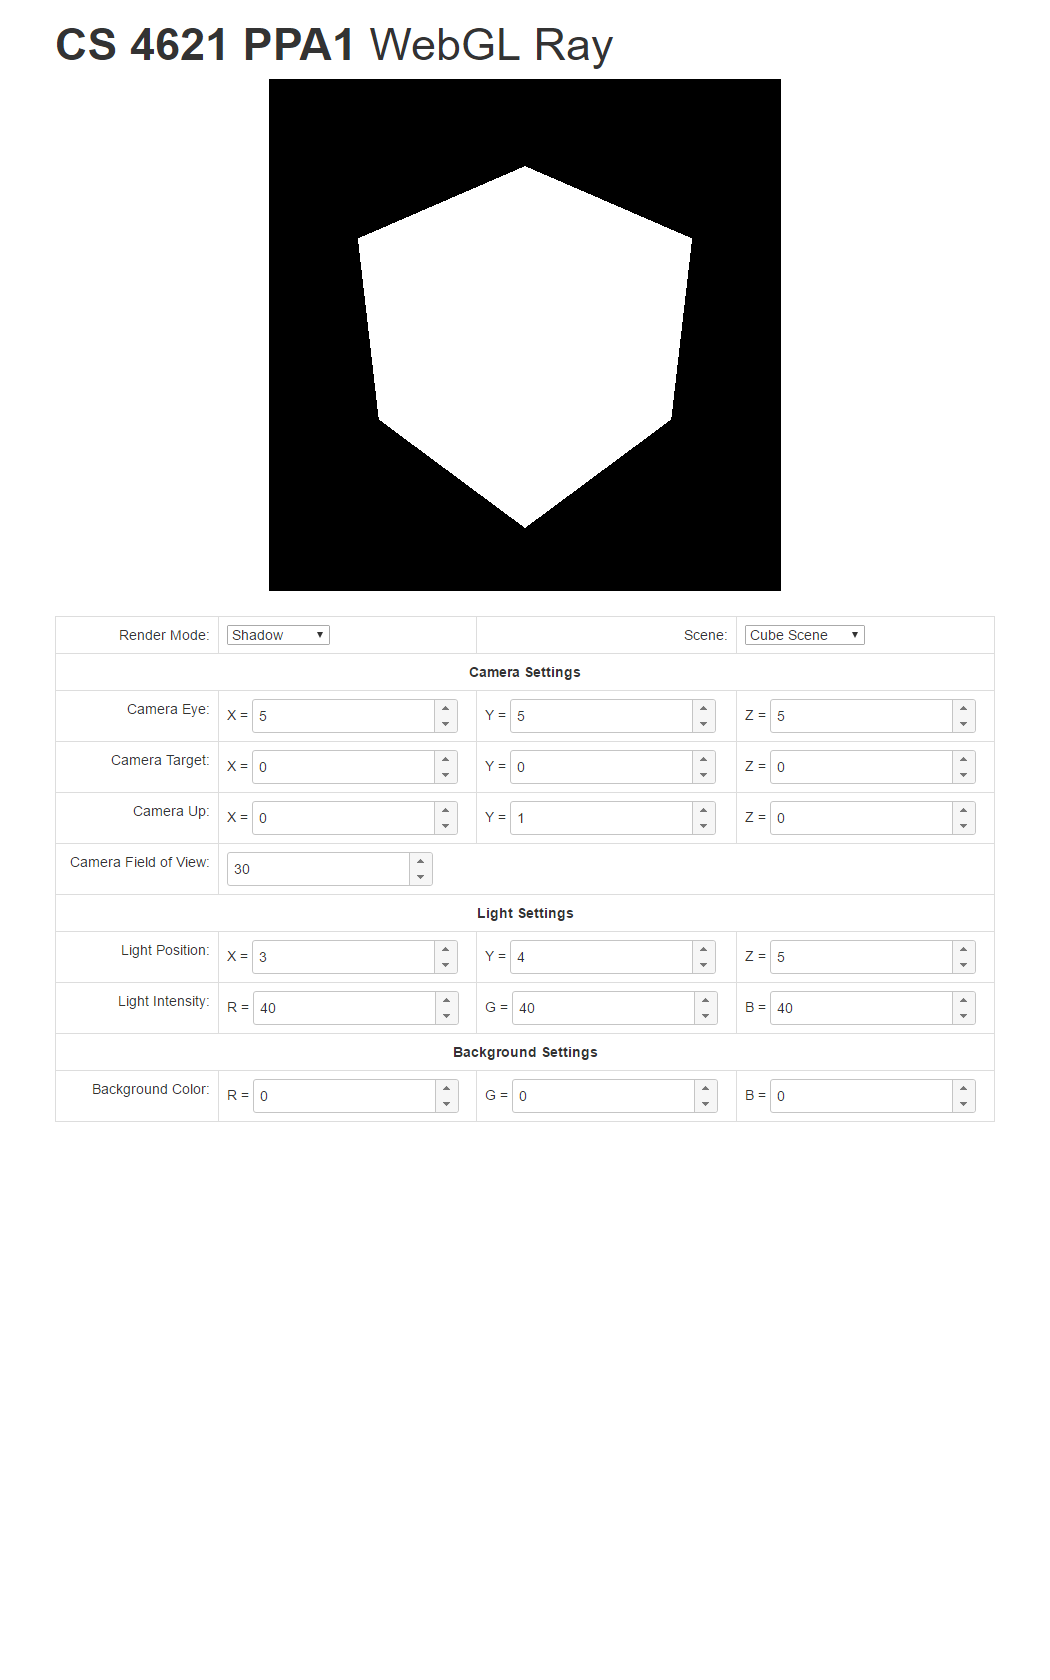 CS 4621 PPA1 WebGL Ray
Render Mode: Shadow Scene: Cube Scene
Camera Settings
Camera Eye: X = 5 Y = 5 Z = 5
Camera Target: X = 0 Y = 0 Z = 0
Camera Up: X = 0 Y = 1 Z = 0
Camera Field of View: 30
Light Settings
Light Position: X = 3 Y = 4 Z = 5
Light Intensity: R = 40 G = 40 B = 40
Background Settings
Background Color: R = 0 G = 0 B = 0